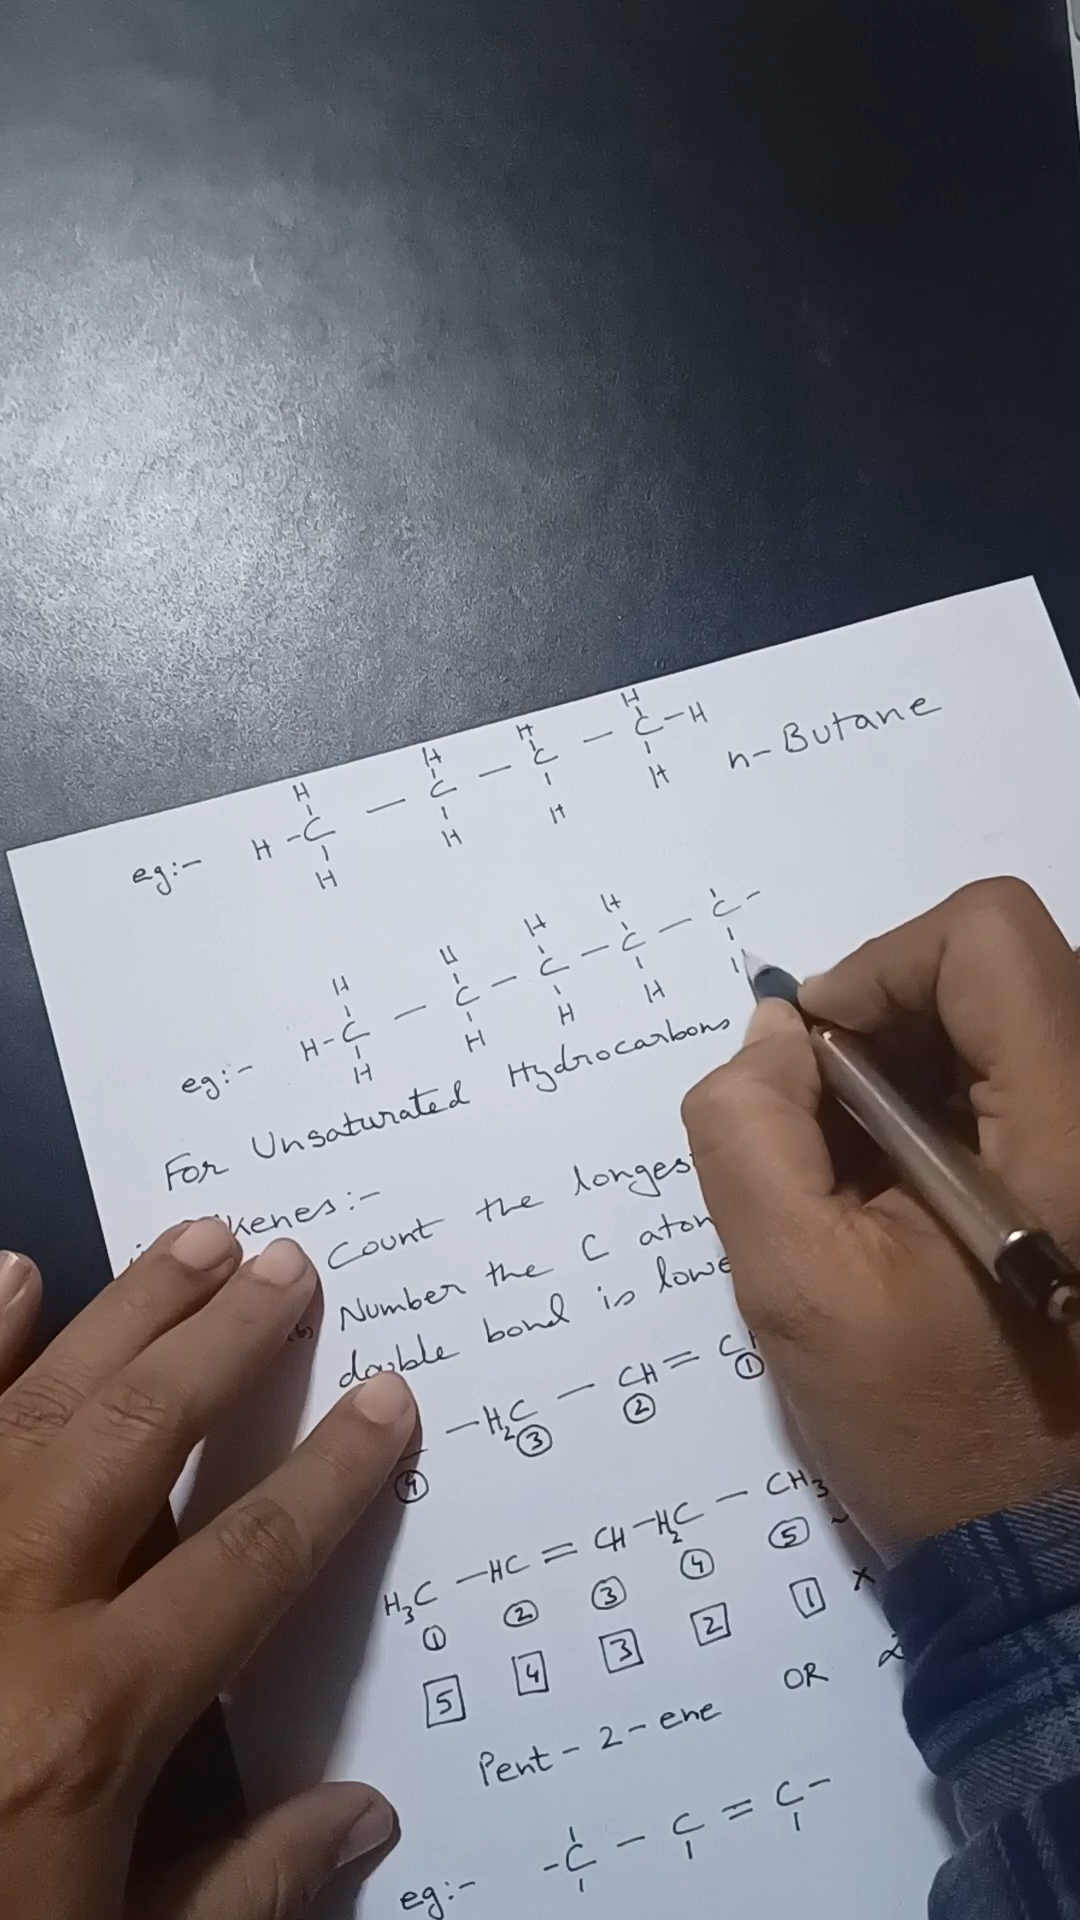 H H H H
eg:- H-C — C — C — C-H n-Butane
H H H H
H H H H
eg:- H-C — C — C — C — C-
H H H H
For Unsaturated Hydrocarbons
kenes:-
Count the longest
Number the C atom
double bond is lowe
—H2C — CH = CH
④ ③ ② ①
H3C —HC = CH —H2C — CH3
① ② ③ ④ ⑤
5 4 3 2 1 ×
Pent-2-ene OR
eg:- -C — C = C-